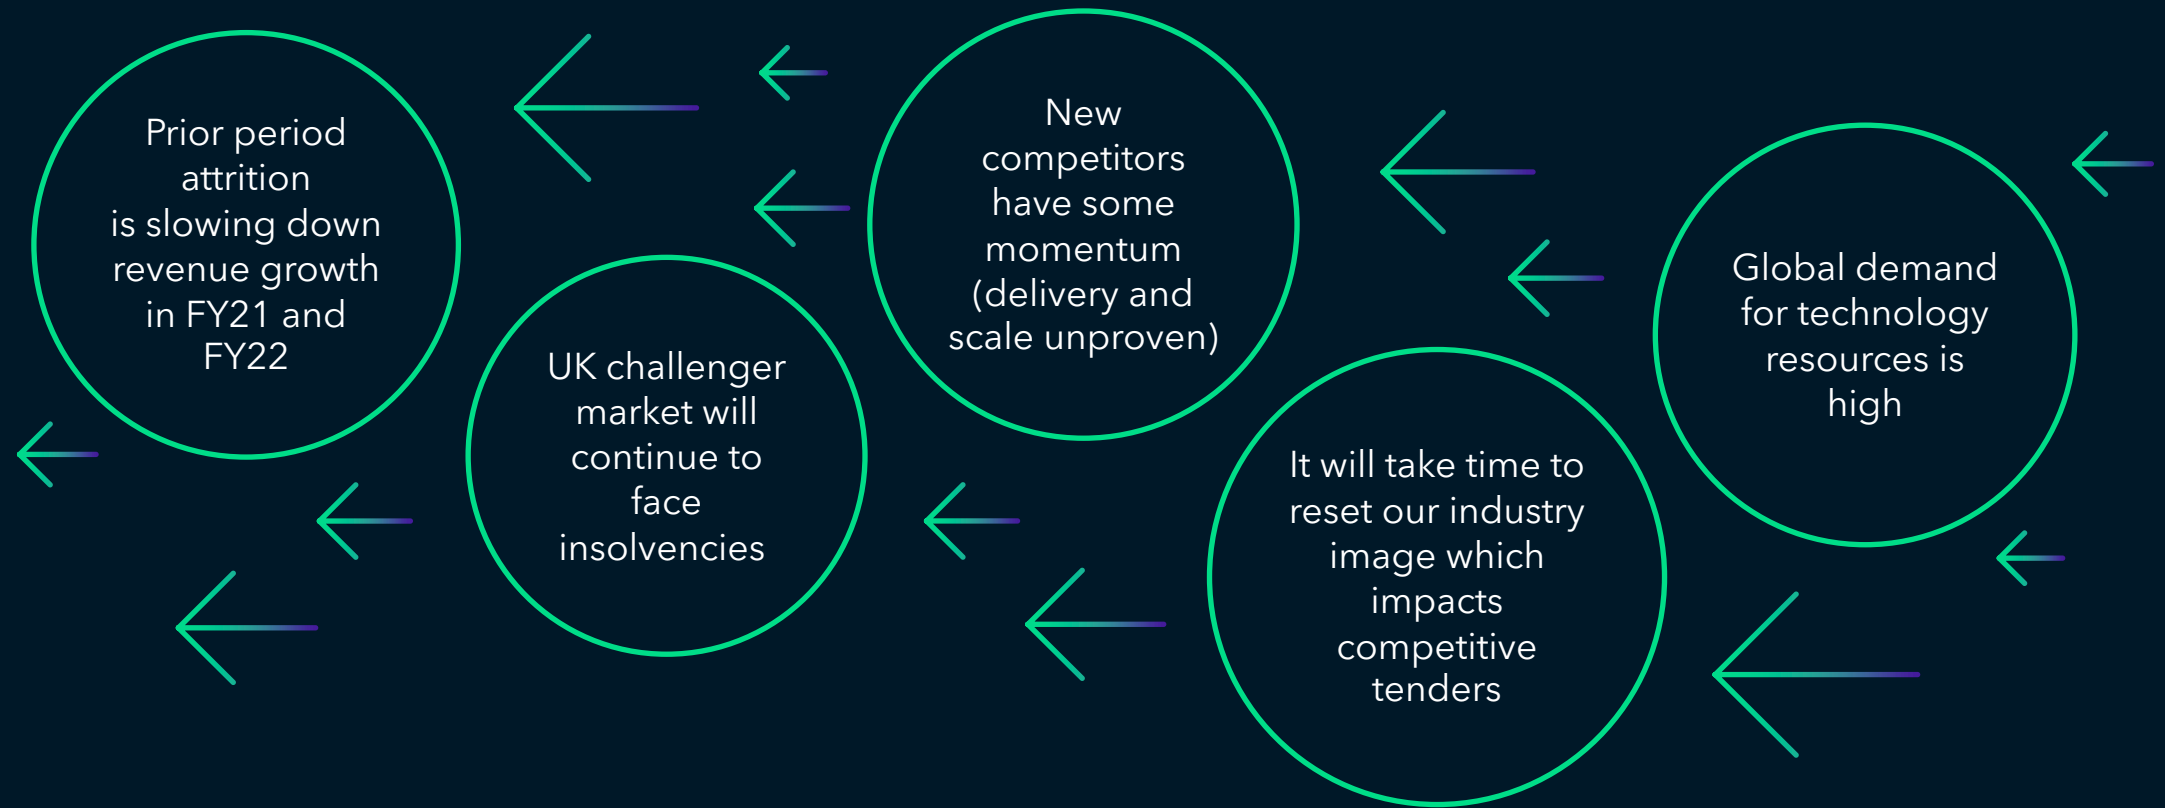 Prior period
attrition
is slowing down
revenue growth
in FY21 and
FY22
UK challenger
market will
continue to
face
insolvencies
New
competitors
have some
momentum
(delivery and
scale unproven)
It will take time to
reset our industry
image which
impacts
competitive
tenders
Global demand
for technology
resources is
high